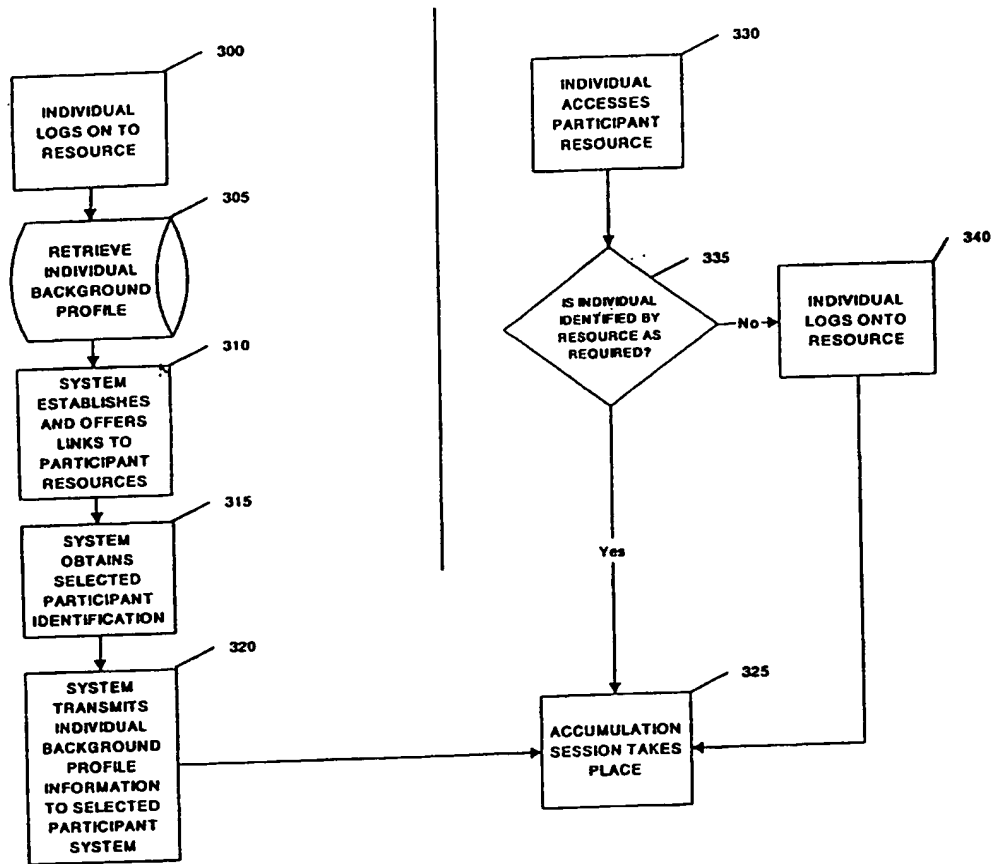 300
INDIVIDUAL
LOGS ON TO
RESOURCE
305
RETRIEVE
INDIVIDUAL
BACKGROUND
PROFILE
310
SYSTEM
ESTABLISHES
AND OFFERS
LINKS TO
PARTICIPANT
RESOURCES
315
SYSTEM
OBTAINS
SELECTED
PARTICIPANT
IDENTIFICATION
320
SYSTEM
TRANSMITS
INDIVIDUAL
BACKGROUND
PROFILE
INFORMATION
TO SELECTED
PARTICIPANT
SYSTEM
330
INDIVIDUAL
ACCESSES
PARTICIPANT
RESOURCE
335
IS INDIVIDUAL
IDENTIFIED BY
RESOURCE AS
REQUIRED?
No
340
INDIVIDUAL
LOGS ONTO
RESOURCE
Yes
325
ACCUMULATION
SESSION TAKES
PLACE